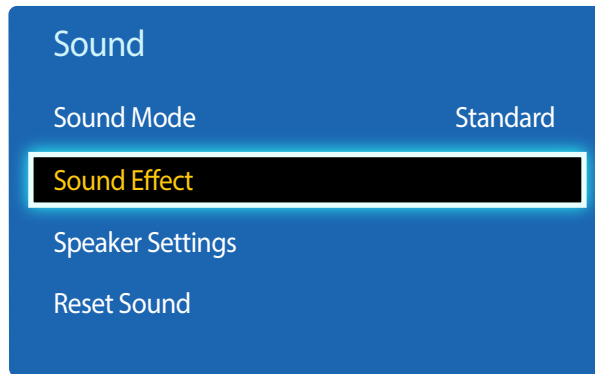 Sound
Sound Mode Standard
Sound Effect
Speaker Settings
Reset Sound